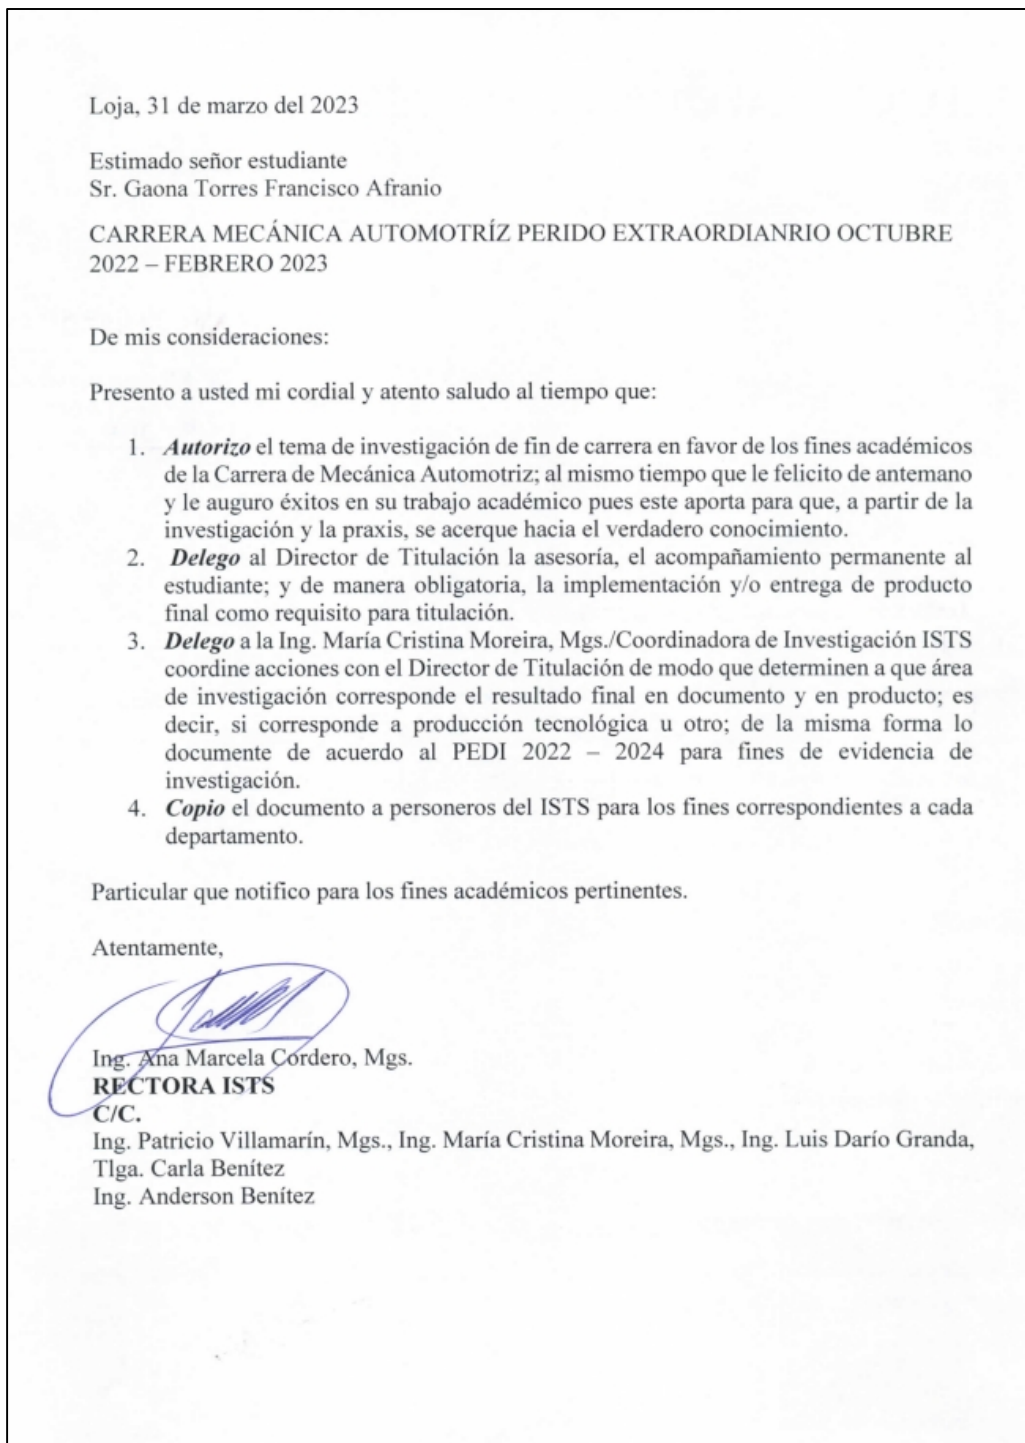 Loja, 31 de marzo del 2023
Estimado señor estudiante
Sr. Gaona Torres Francisco Afranio
CARRERA MECÁNICA AUTOMOTRÍZ PERIDO EXTRAORDIANRIO OCTUBRE
2022 – FEBRERO 2023
De mis consideraciones:
Presento a usted mi cordial y atento saludo al tiempo que:
1. Autorizo el tema de investigación de fin de carrera en favor de los fines académicos
de la Carrera de Mecánica Automotriz; al mismo tiempo que le felicito de antemano
y le auguro éxitos en su trabajo académico pues este aporta para que, a partir de la
investigación y la praxis, se acerque hacia el verdadero conocimiento.
2. Delego al Director de Titulación la asesoría, el acompañamiento permanente al
estudiante; y de manera obligatoria, la implementación y/o entrega de producto
final como requisito para titulación.
3. Delego a la Ing. María Cristina Moreira, Mgs./Coordinadora de Investigación ISTS
coordine acciones con el Director de Titulación de modo que determinen a que área
de investigación corresponde el resultado final en documento y en producto; es
decir, si corresponde a producción tecnológica u otro; de la misma forma lo
documente de acuerdo al PEDI 2022 – 2024 para fines de evidencia de
investigación.
4. Copio el documento a personeros del ISTS para los fines correspondientes a cada
departamento.
Particular que notifico para los fines académicos pertinentes.
Atentamente,
Ing. Ana Marcela Cordero, Mgs.
RECTORA ISTS
C/C.
Ing. Patricio Villamarín, Mgs., Ing. María Cristina Moreira, Mgs., Ing. Luis Darío Granda,
Tlga. Carla Benítez
Ing. Anderson Benítez